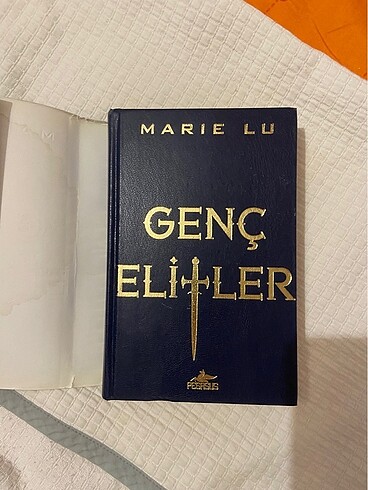 MARIE LU
GENÇ
ELİTLER
PEGASUS